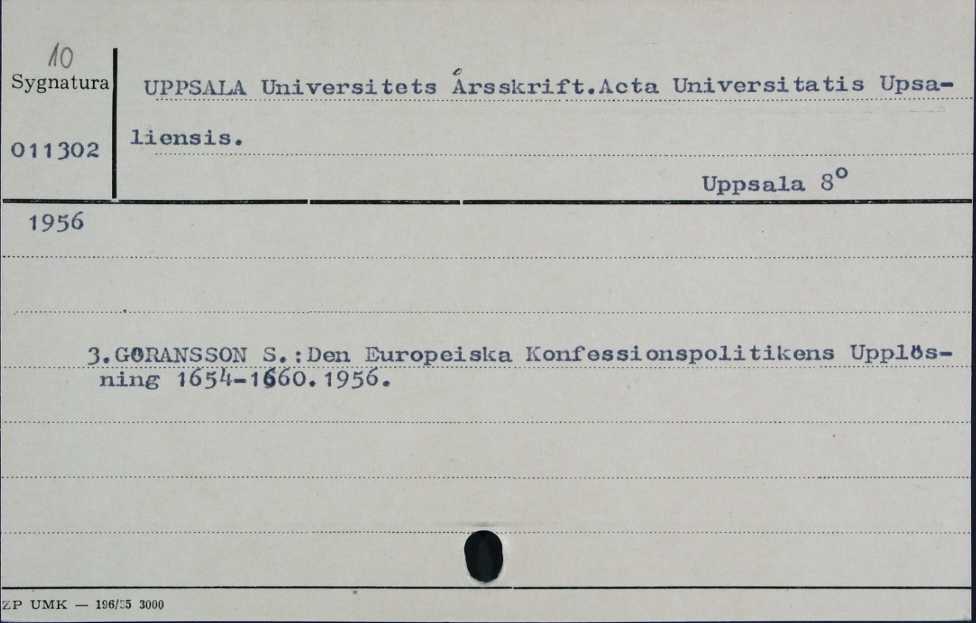 10
Sygnatura
UPPSALA Universitets Årsskrift.Acta Universitatis Upsa-
liensis.
011302
Uppsala 8º
1956
3.GÖRANSSON S.:Den Europeiska Konfessionspolitikens Upplös-
ning 1654-1660.1956.
ZP UMK — 196/55 3000